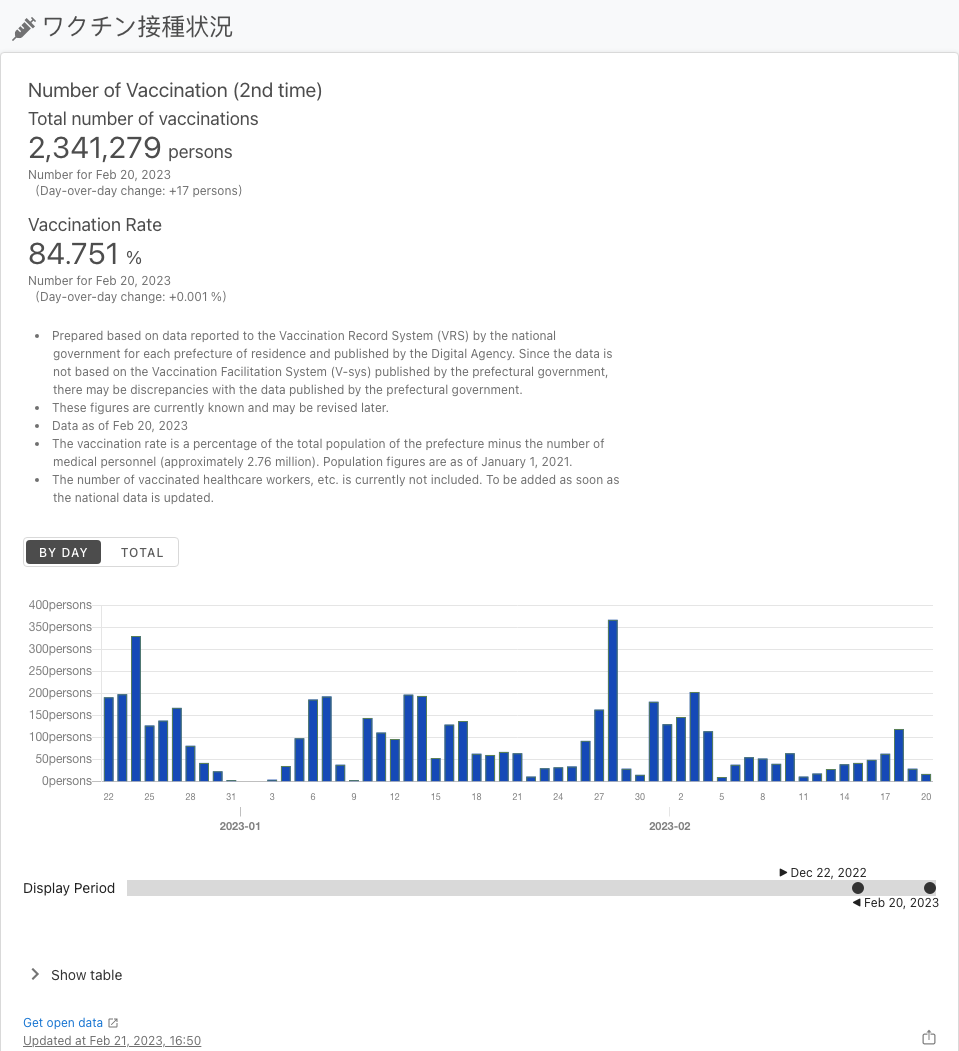 ワクチン接種状況
Number of Vaccination (2nd time)
Total number of vaccinations
2,341,279 persons
Number for Feb 20, 2023
(Day-over-day change: +17 persons)
Vaccination Rate
84.751 %
Number for Feb 20, 2023
(Day-over-day change: +0.001 %)
• Prepared based on data reported to the Vaccination Record System (VRS) by the national
government for each prefecture of residence and published by the Digital Agency. Since the data is
not based on the Vaccination Facilitation System (V-sys) published by the prefectural government,
there may be discrepancies with the data published by the prefectural government.
• These figures are currently known and may be revised later.
• Data as of Feb 20, 2023
• The vaccination rate is a percentage of the total population of the prefecture minus the number of
medical personnel (approximately 2.76 million). Population figures are as of January 1, 2021.
• The number of vaccinated healthcare workers, etc. is currently not included. To be added as soon as
the national data is updated.
BY DAY TOTAL
400persons
350persons
300persons
250persons
200persons
150persons
100persons
50persons
0persons
22 25 28 31 3 6 9 12 15 18 21 24 27 30 2 5 8 11 14 17 20
2023-01 2023-02
Dec 22, 2022
Display Period
Feb 20, 2023
Show table
Get open data
Updated at Feb 21, 2023, 16:50